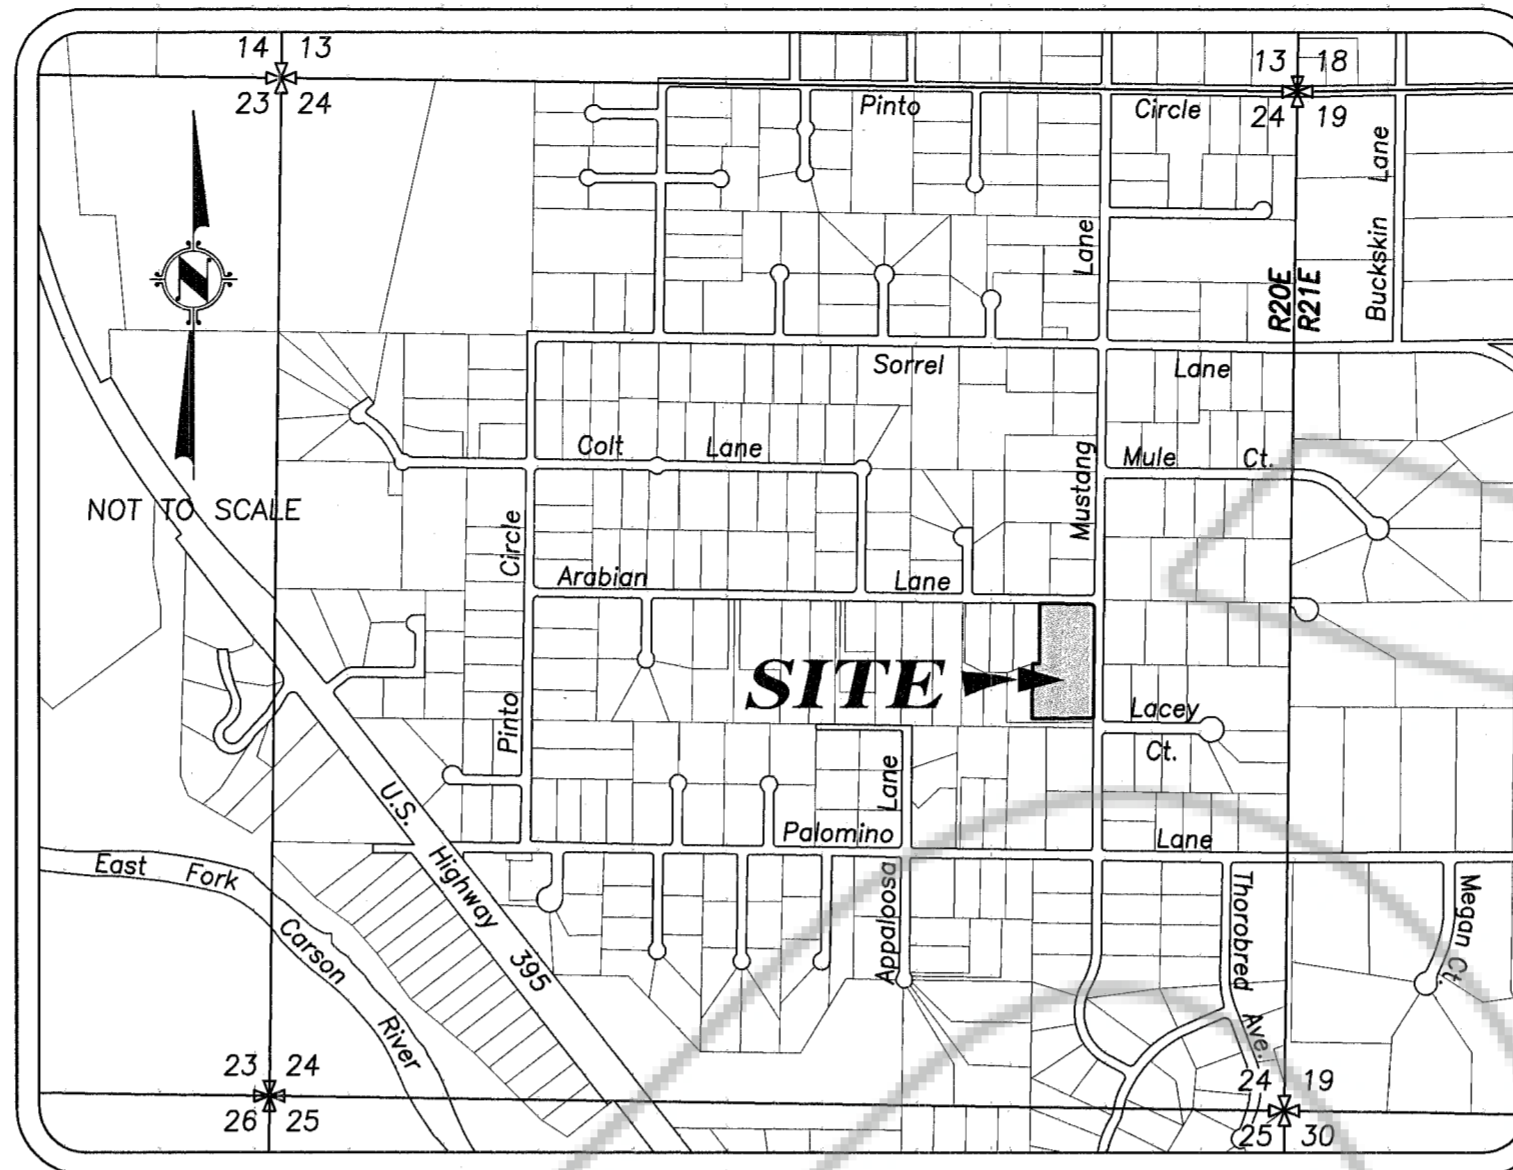 14 13
13 18
23 24
24 19
Pinto Circle
Buckskin Lane
Lane
R20E
R21E
N
Sorrel Lane
Colt Lane
Mustang
Mule Ct.
NOT TO SCALE
Circle
Arabian Lane
SITE
Pinto
Lacey
Ct.
U.S. Highway 395
Lane
Palomino Lane
East Fork Carson River
Appaloosa
Thorobred Ave.
Megan Ct.
23 24
24 19
26 25
25 30